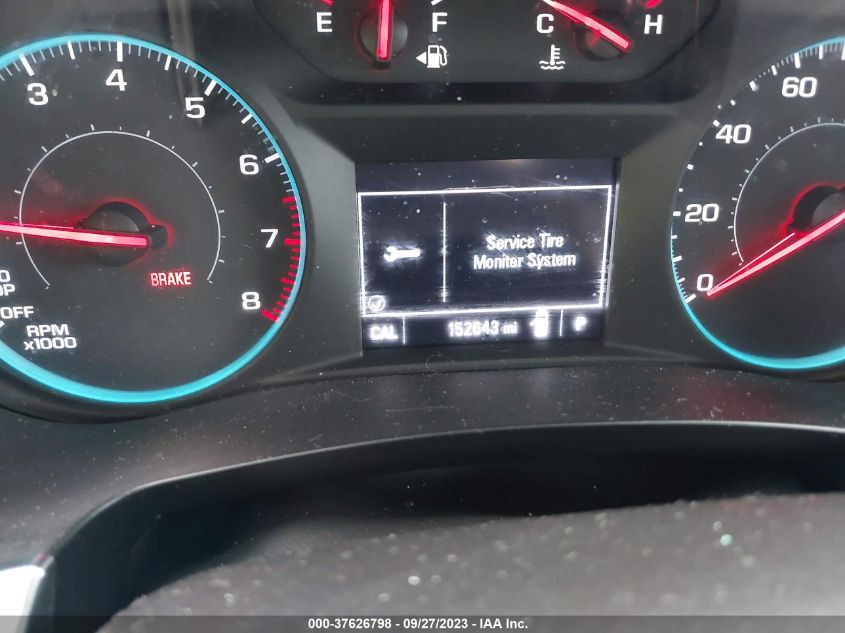 E F C H
3 4 5 6 7 8
BRAKE
OFF
RPM
x1000
Service Tire
Monitor System
CAL 152643 mi P
0 20 40 60
000-37626798 - 09/27/2023 - IAA Inc.